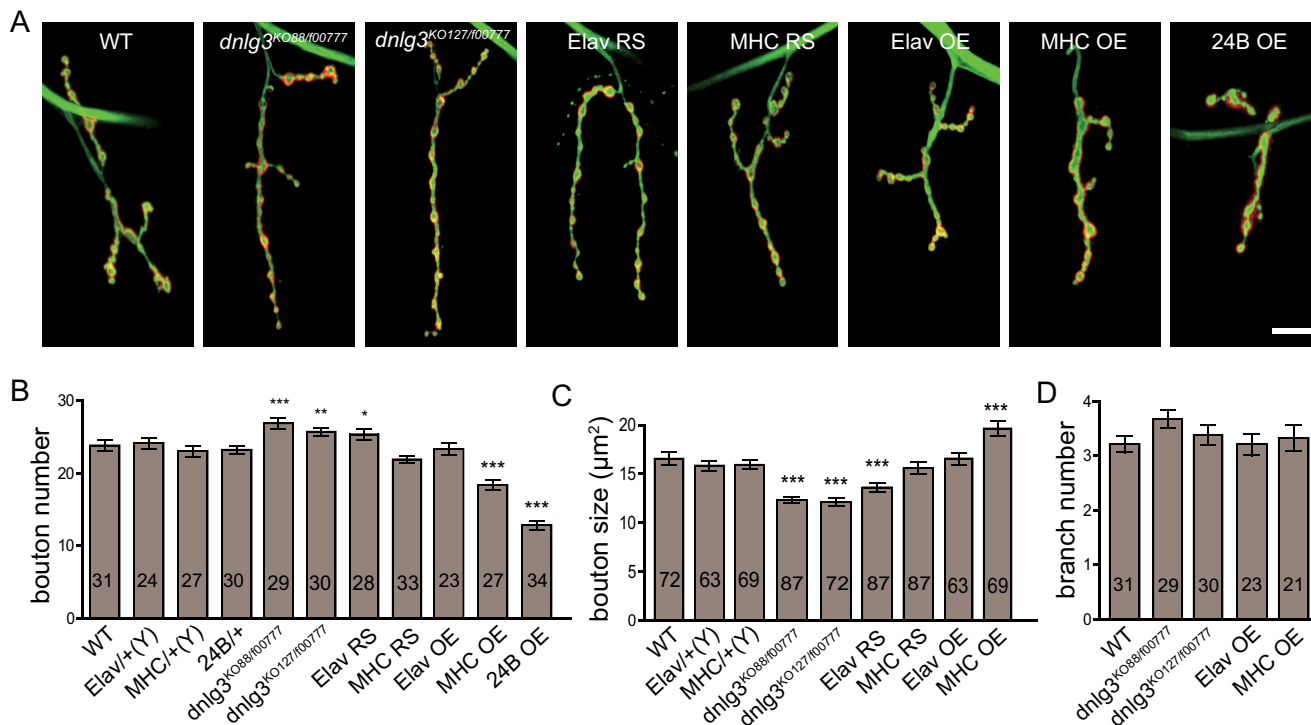 A
WT
dnlg3KO88/f00777
dnlg3KO127/f00777
Elav RS
MHC RS
Elav OE
MHC OE
24B OE
B
bouton number
30
20
10
0
***
**
*
***
***
31
24
27
30
29
30
28
33
23
27
34
WT
Elav/+(Y)
MHC/+(Y)
24B/+
dnlg3KO88/f00777
dnlg3KO127/f00777
Elav RS
MHC RS
Elav OE
MHC OE
24B OE
C
bouton size (μm²)
20
15
10
5
0
***
***
***
***
72
63
69
87
72
87
87
63
69
WT
Elav/+(Y)
MHC/+(Y)
dnlg3KO88/f00777
dnlg3KO127/f00777
Elav RS
MHC RS
Elav OE
MHC OE
D
branch number
4
3
2
1
0
31
29
30
23
21
WT
dnlg3KO88/f00777
dnlg3KO127/f00777
Elav OE
MHC OE